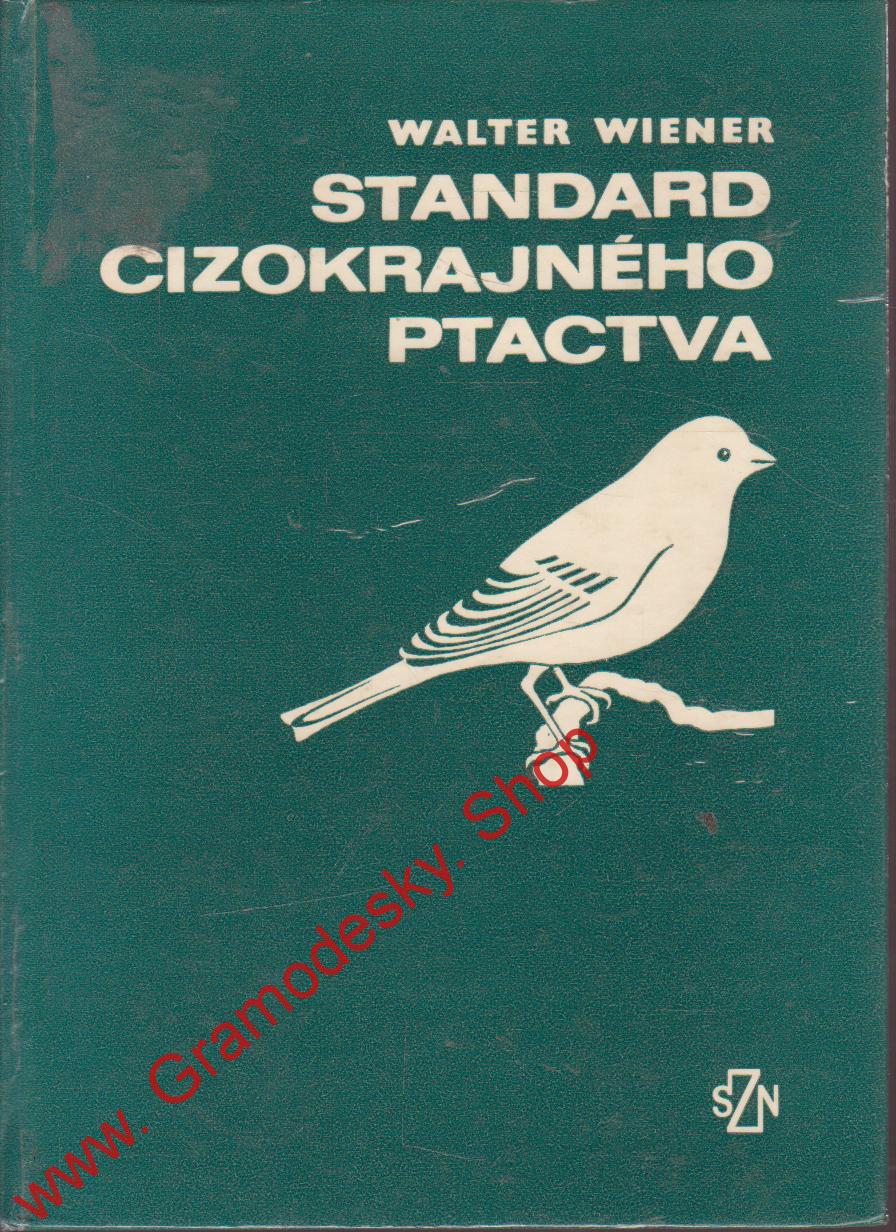 WALTER WIENER
STANDARD
CIZOKRAJNÉHO
PTACTVA
SZN
www. Gramodesky. Shop